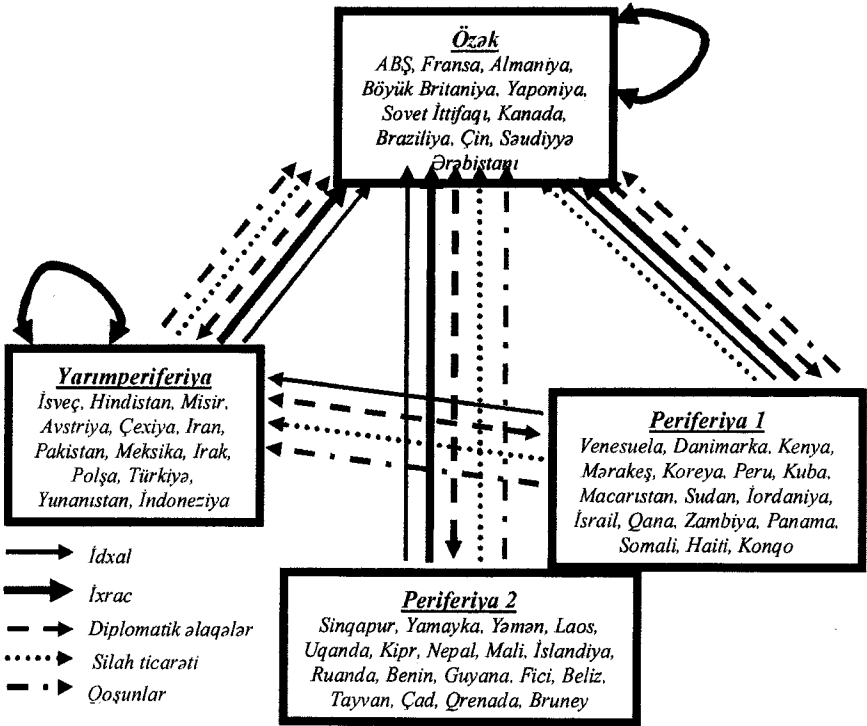 Özək
ABŞ, Fransa, Almaniya,
Böyük Britaniya, Yaponiya,
Sovet İttifaqı, Kanada,
Braziliya, Çin, Səudiyyə
Ərəbistanı
Yarımperiferiya
İsveç, Hindistan, Misir,
Avstriya, Çexiya, Iran,
Pakistan, Meksika, Irak,
Polşa, Türkiyə,
Yunanıstan, İndoneziya
Periferiya 1
Venesuela, Danimarka, Kenya,
Mərakeş, Koreya, Peru, Kuba,
Macarıstan, Sudan, İordaniya,
İsrail, Qana, Zambiya, Panama,
Somali, Haiti, Konqo
Periferiya 2
Sinqapur, Yamayka, Yəmən, Laos,
Uqanda, Kipr, Nepal, Mali, İslandiya,
Ruanda, Benin, Guyana, Fici, Beliz,
Tayvan, Çad, Qrenada, Bruney
İdxal
İxrac
Diplomatik əlaqələr
Silah ticarəti
Qoşunlar